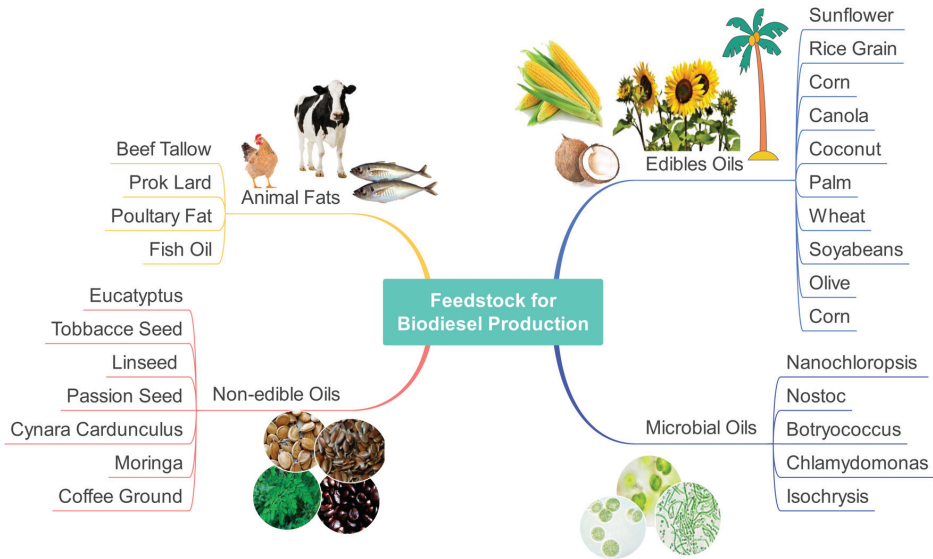 Sunflower
Rice Grain
Corn
Canola
Coconut
Palm
Wheat
Soyabeans
Olive
Corn
Edibles Oils
Beef Tallow
Prok Lard
Poultary Fat
Fish Oil
Animal Fats
Feedstock for
Biodiesel Production
Eucatyptus
Tobbacce Seed
Linseed
Passion Seed
Cynara Cardunculus
Moringa
Coffee Ground
Non-edible Oils
Microbial Oils
Nanochloropsis
Nostoc
Botryococcus
Chlamydomonas
Isochrysis